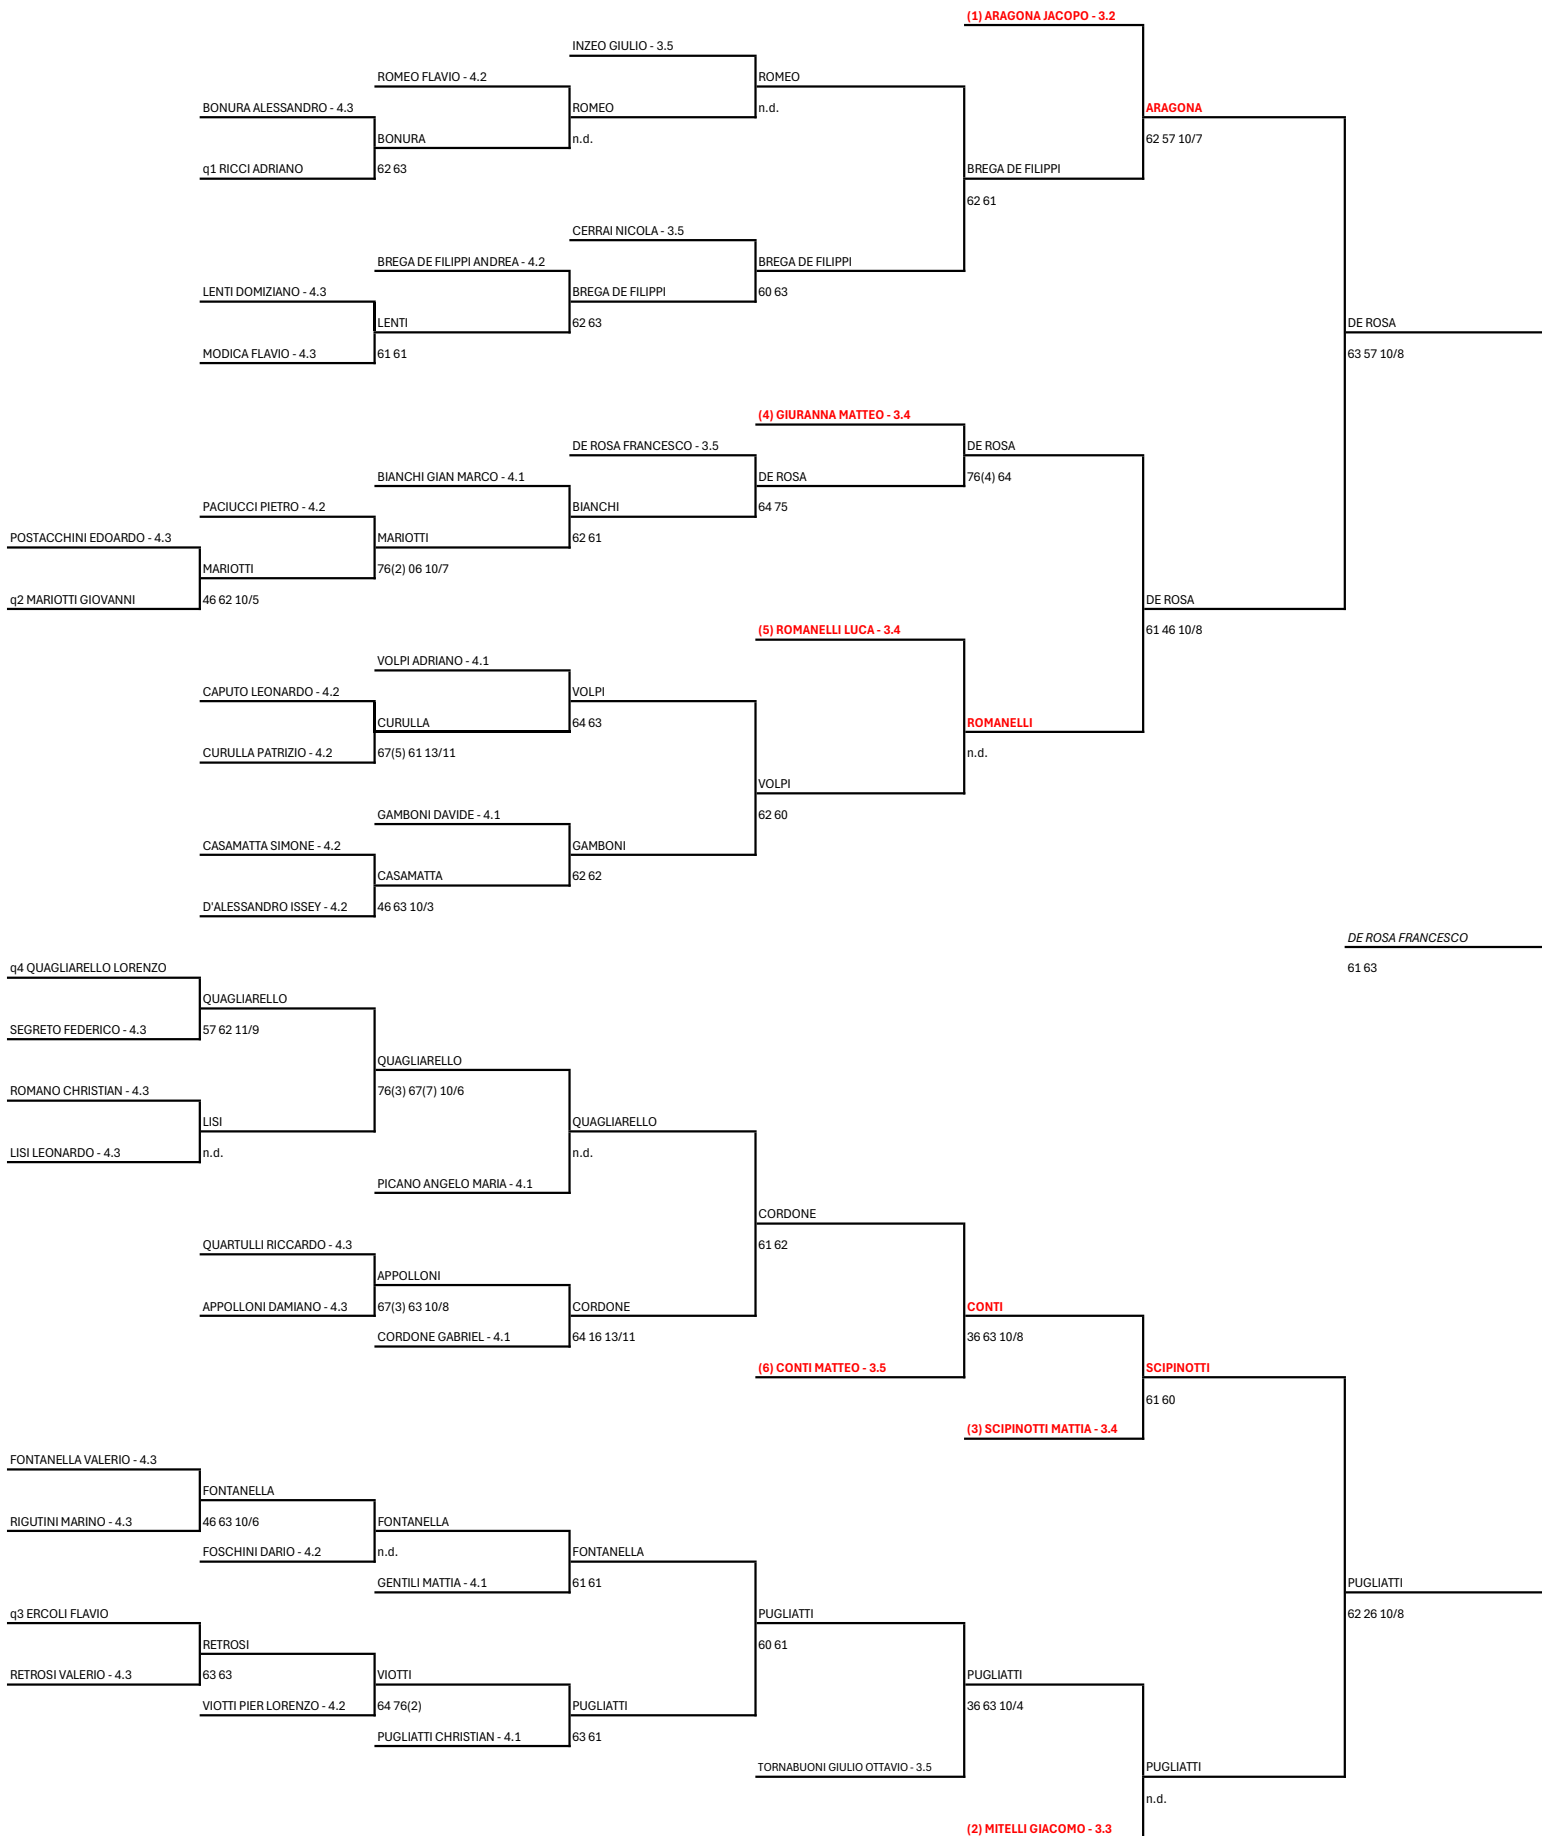 (1) ARAGONA JACOPO - 3.2
INZEO GIULIO - 3.5
ROMEO FLAVIO - 4.2
ROMEO
BONURA ALESSANDRO - 4.3
ROMEO
n.d.
ARAGONA
BONURA
n.d.
62 57 10/7
q1 RICCI ADRIANO
62 63
BREGA DE FILIPPI
62 61
CERRAI NICOLA - 3.5
BREGA DE FILIPPI ANDREA - 4.2
BREGA DE FILIPPI
LENTI DOMIZIANO - 4.3
BREGA DE FILIPPI
60 63
LENTI
62 63
DE ROSA
MODICA FLAVIO - 4.3
61 61
63 57 10/8
(4) GIURANNA MATTEO - 3.4
DE ROSA FRANCESCO - 3.5
DE ROSA
BIANCHI GIAN MARCO - 4.1
DE ROSA
76(4) 64
PACIUCCI PIETRO - 4.2
BIANCHI
64 75
POSTACCHINI EDOARDO - 4.3
MARIOTTI
62 61
MARIOTTI
76(2) 06 10/7
q2 MARIOTTI GIOVANNI
46 62 10/5
DE ROSA
(5) ROMANELLI LUCA - 3.4
61 46 10/8
VOLPI ADRIANO - 4.1
CAPUTO LEONARDO - 4.2
VOLPI
CURULLA
64 63
ROMANELLI
CURULLA PATRIZIO - 4.2
67(5) 61 13/11
n.d.
VOLPI
GAMBONI DAVIDE - 4.1
62 60
CASAMATTA SIMONE - 4.2
GAMBONI
CASAMATTA
62 62
D'ALESSANDRO ISSEY - 4.2
46 63 10/3
DE ROSA FRANCESCO
q4 QUAGLIARELLO LORENZO
61 63
QUAGLIARELLO
SEGRETO FEDERICO - 4.3
57 62 11/9
QUAGLIARELLO
ROMANO CHRISTIAN - 4.3
76(3) 67(7) 10/6
LISI
QUAGLIARELLO
LISI LEONARDO - 4.3
n.d.
n.d.
PICANO ANGELO MARIA - 4.1
CORDONE
QUARTULLI RICCARDO - 4.3
61 62
APPOLLONI
APPOLLONI DAMIANO - 4.3
67(3) 63 10/8
CORDONE
CONTI
CORDONE GABRIEL - 4.1
64 16 13/11
36 63 10/8
(6) CONTI MATTEO - 3.5
SCIPINOTTI
61 60
(3) SCIPINOTTI MATTIA - 3.4
FONTANELLA VALERIO - 4.3
FONTANELLA
RIGUTINI MARINO - 4.3
46 63 10/6
FONTANELLA
FOSCHINI DARIO - 4.2
n.d.
FONTANELLA
GENTILI MATTIA - 4.1
61 61
PUGLIATTI
q3 ERCOLI FLAVIO
PUGLIATTI
62 26 10/8
RETROSI
60 61
RETROSI VALERIO - 4.3
63 63
VIOTTI
PUGLIATTI
VIOTTI PIER LORENZO - 4.2
64 76(2)
PUGLIATTI
36 63 10/4
PUGLIATTI CHRISTIAN - 4.1
63 61
TORNABUONI GIULIO OTTAVIO - 3.5
PUGLIATTI
n.d.
(2) MITELLI GIACOMO - 3.3